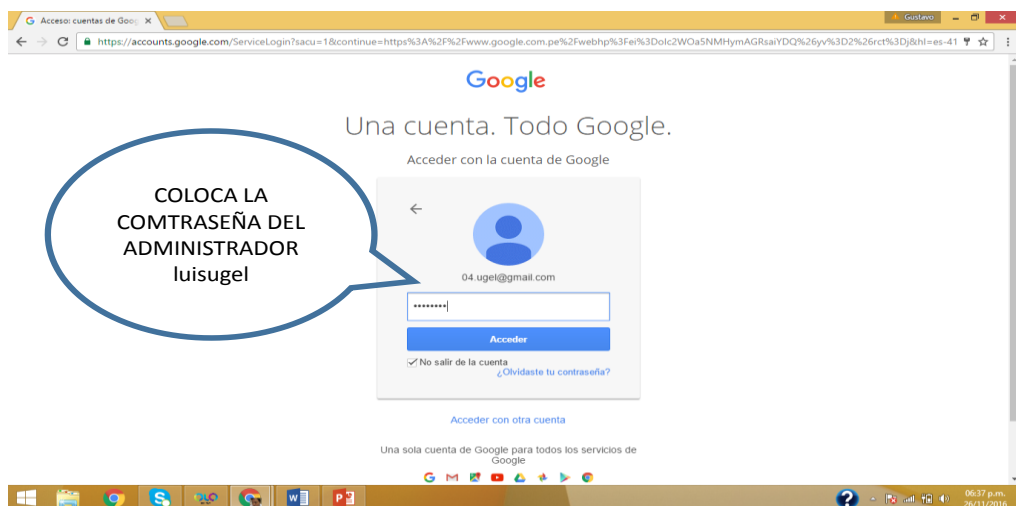 Acceso: cuentas de Goog
Gustavo
https://accounts.google.com/ServiceLogin?sacu=1&continue=https%3A%2F%2Fwww.google.com.pe%2Fwebhp%3Fei%3Dolc2WOa5NMHymAGRsaiYDQ%26yv%3D2%26rct%3Dj&hl=es-41
Google
Una cuenta. Todo Google.
Acceder con la cuenta de Google
COLOCA LA
COMTRASEÑA DEL
ADMINISTRADOR
luisugel
04.ugel@gmail.com
••••••••
Acceder
No salir de la cuenta
¿Olvidaste tu contraseña?
Acceder con otra cuenta
Una sola cuenta de Google para todos los servicios de
Google
06:37 p.m.
26/11/2016